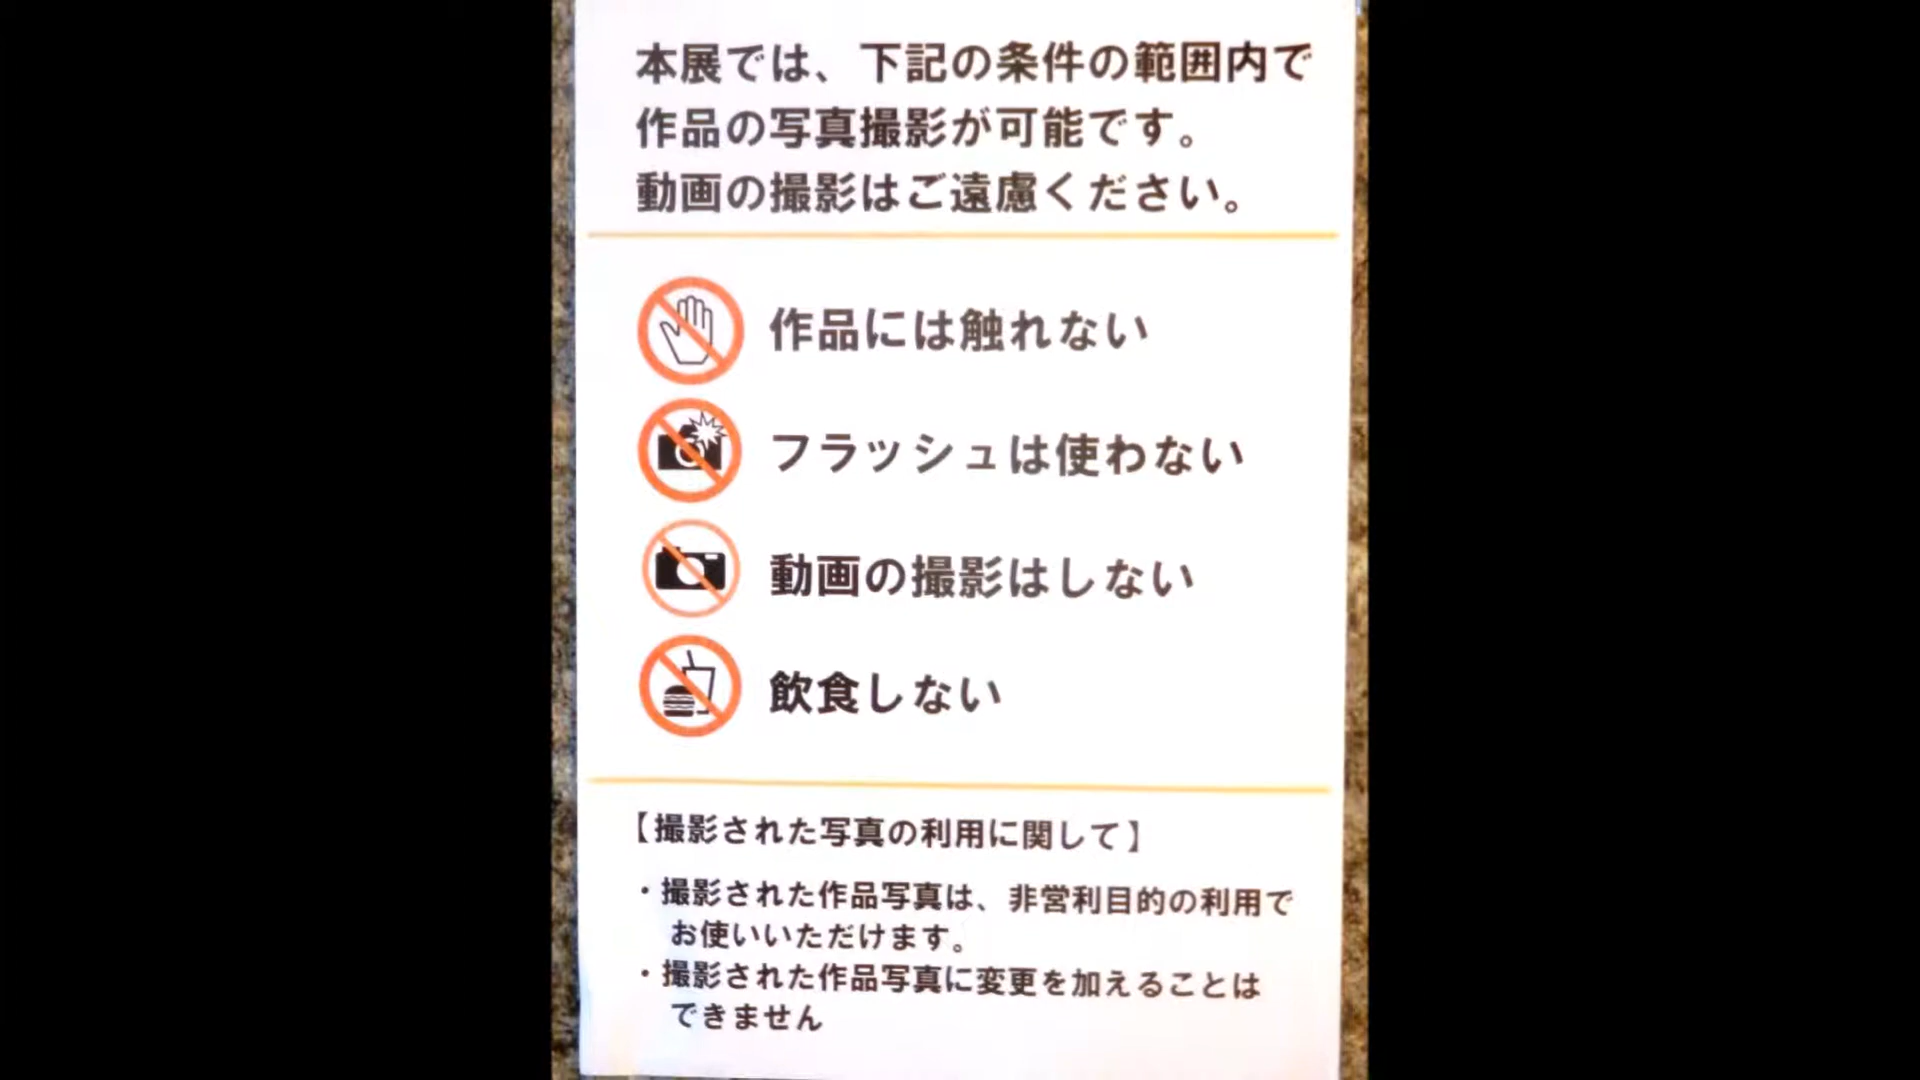 本展では、下記の条件の範囲内で
作品の写真撮影が可能です。
動画の撮影はご遠慮ください。
作品には触れない
フラッシュは使わない
動画の撮影はしない
飲食しない
【撮影された写真の利用に関して】
・撮影された作品写真は、非営利目的の利用で
お使いいただけます。
・撮影された作品写真に変更を加えることは
できません